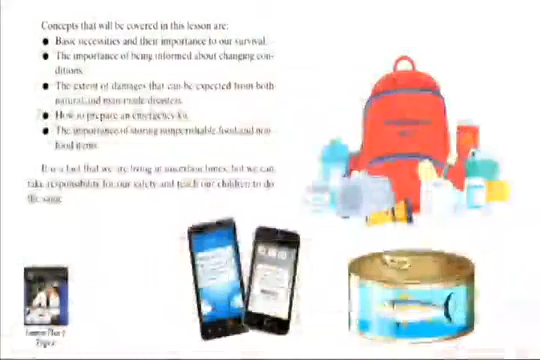 Concepts that will be covered in this lesson are:
● Basic necessities and their importance to our survival.
● The importance of being informed about changing con-
ditions.
● The extent of damages that can be expected from both
natural and man-made disasters.
● How to prepare an emergency kit.
● The importance of storing nonperishable food and non-
food items.
It is a fact that we are living in uncertain times, but we can
take responsibility for our safety and teach our children to do
the same.